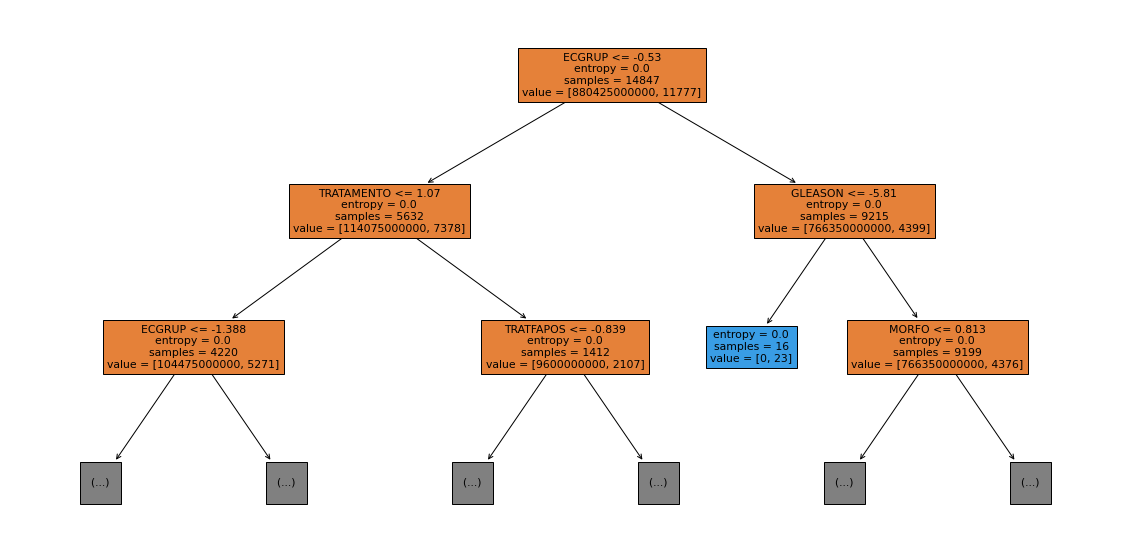 ECGRUP <= -0.53
entropy = 0.0
samples = 14847
value = [880425000000, 11777]
TRATAMENTO <= 1.07
entropy = 0.0
samples = 5632
value = [114075000000, 7378]
GLEASON <= -5.81
entropy = 0.0
samples = 9215
value = [766350000000, 4399]
ECGRUP <= -1.388
entropy = 0.0
samples = 4220
value = [104475000000, 5271]
TRATFAPOS <= -0.839
entropy = 0.0
samples = 1412
value = [9600000000, 2107]
entropy = 0.0
samples = 16
value = [0, 23]
MORFO <= 0.813
entropy = 0.0
samples = 9199
value = [766350000000, 4376]
(...)
(...)
(...)
(...)
(...)
(...)